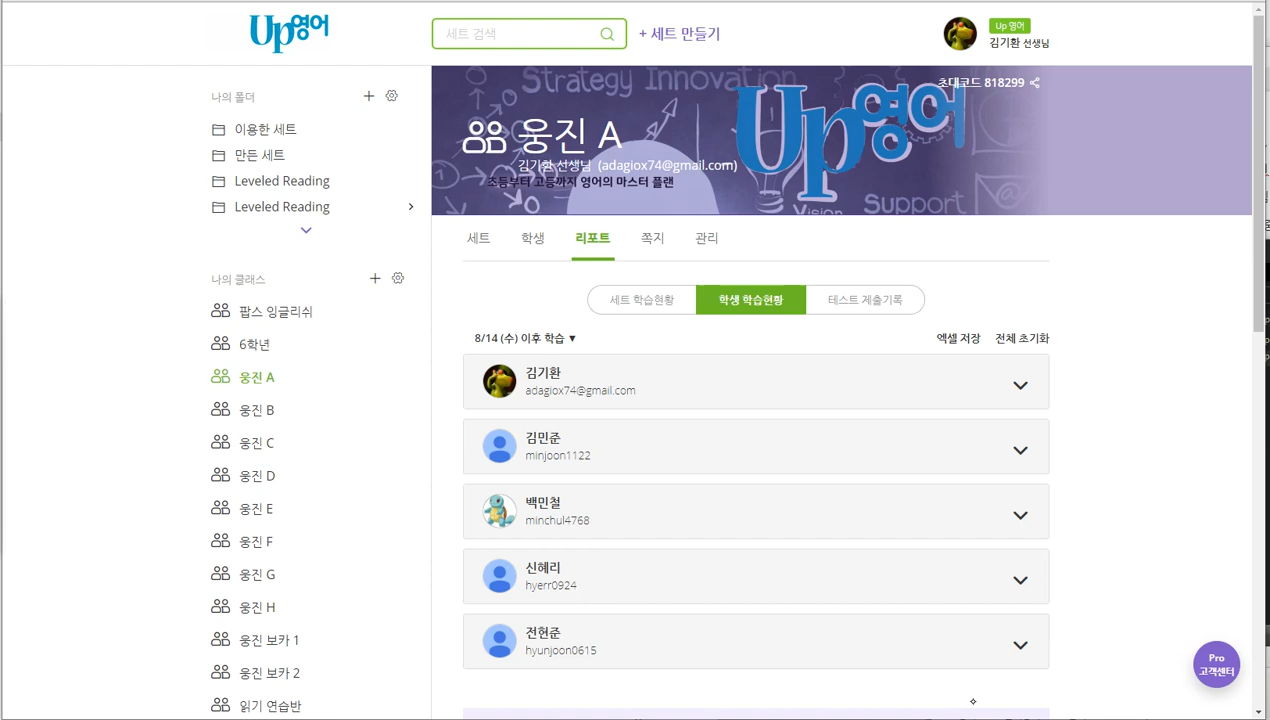 Up영어
세트 검색
+ 세트 만들기
Up 영어
김기환 선생님
나의 폴더
이용한 세트
만든 세트
Leveled Reading
Leveled Reading
나의 클래스
팝스 잉글리쉬
6학년
웅진 A
웅진 B
웅진 C
웅진 D
웅진 E
웅진 F
웅진 G
웅진 H
웅진 보카 1
웅진 보카 2
읽기 연습반
Strategy Innovation
초대코드 818299
Up영어
웅진 A
김기환 선생님 (adagiox74@gmail.com)
초등부터 고등까지 영어의 마스터 플랜
Vision
Support
세트 학생 리포트 쪽지 관리
세트 학습현황 학생 학습현황 테스트 제출기록
8/14 (수) 이후 학습 ▼ 엑셀 저장 전체 초기화
김기환
adagiox74@gmail.com
김민준
minjoon1122
백민철
minchul4768
신혜리
hyerr0924
전현준
hyunjoon0615
Pro
고객센터